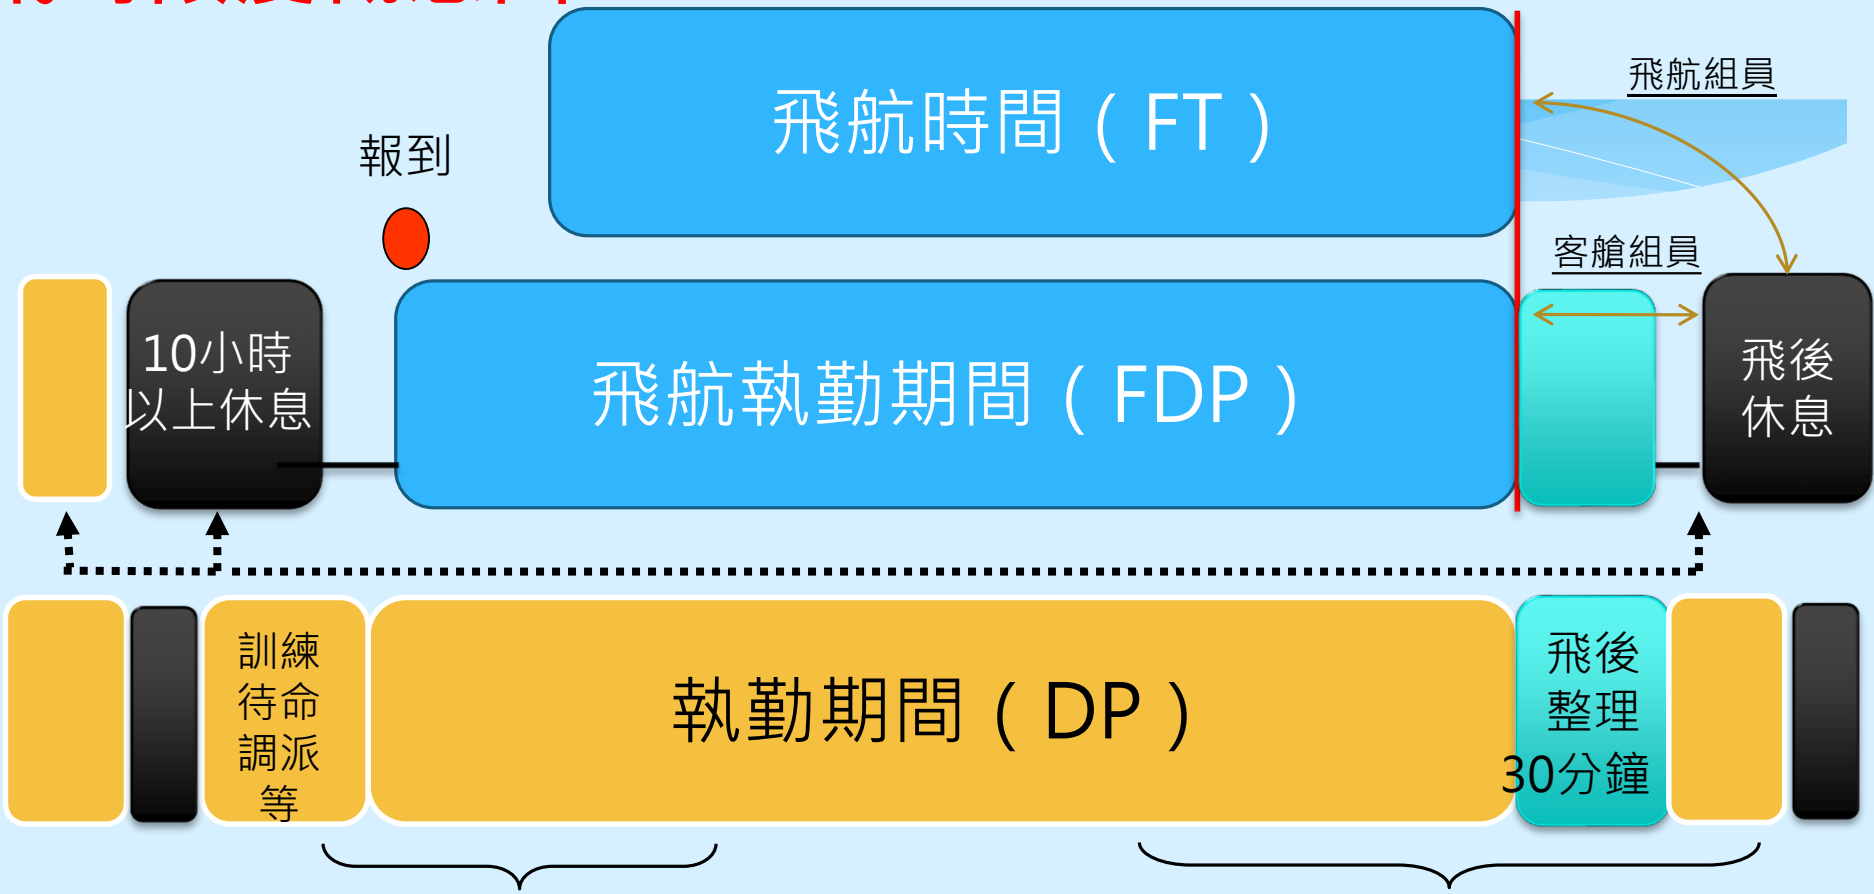 飛航時間（FT）
飛航組員
報到
客艙組員
10小時
以上休息
飛航執勤期間（FDP）
飛後
休息
訓練
待命
調派
等
執勤期間（DP）
飛後
整理
30分鐘